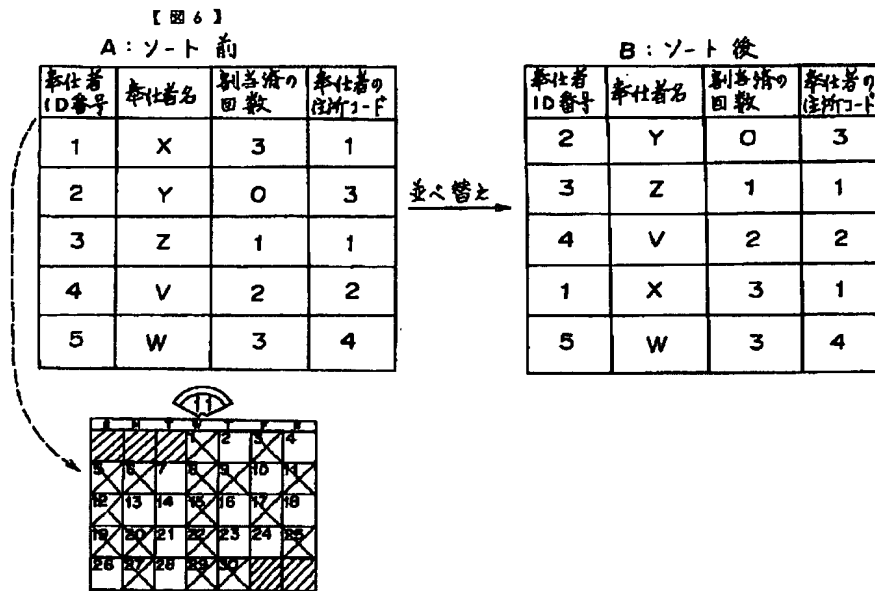 【図6】
A:ソート前
奉仕者 ID番号 奉仕者名 割当済の回数 奉仕者の住所コード
1 X 3 1
2 Y 0 3
3 Z 1 1
4 V 2 2
5 W 3 4
並べ替え
B:ソート後
奉仕者 ID番号 奉仕者名 割当済の回数 奉仕者の住所コード
2 Y 0 3
3 Z 1 1
4 V 2 2
1 X 3 1
5 W 3 4
11
S M T W T F S
1 2 3 4
5 6 7 8 9 10 11
12 13 14 15 16 17 18
19 20 21 22 23 24 25
26 27 28 29 30